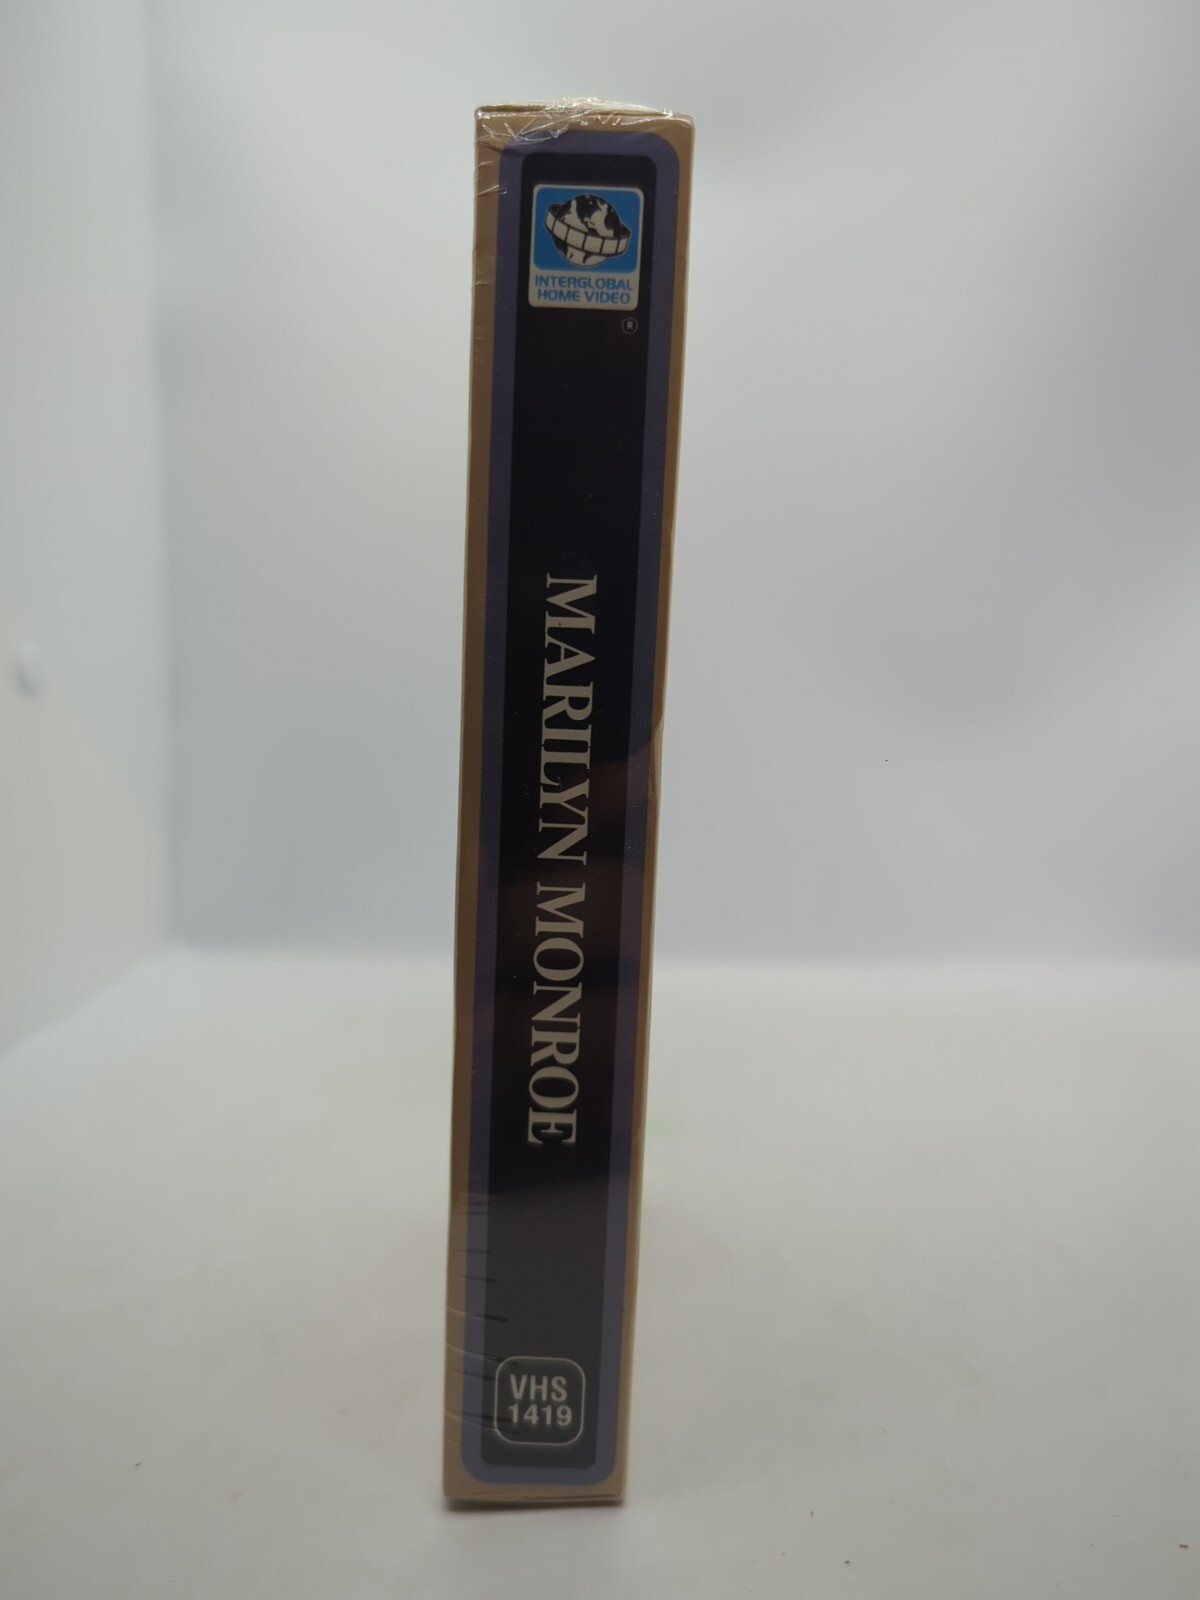 INTERGLOBAL
HOME VIDEO
®
MARILYN MONROE
VHS
1419